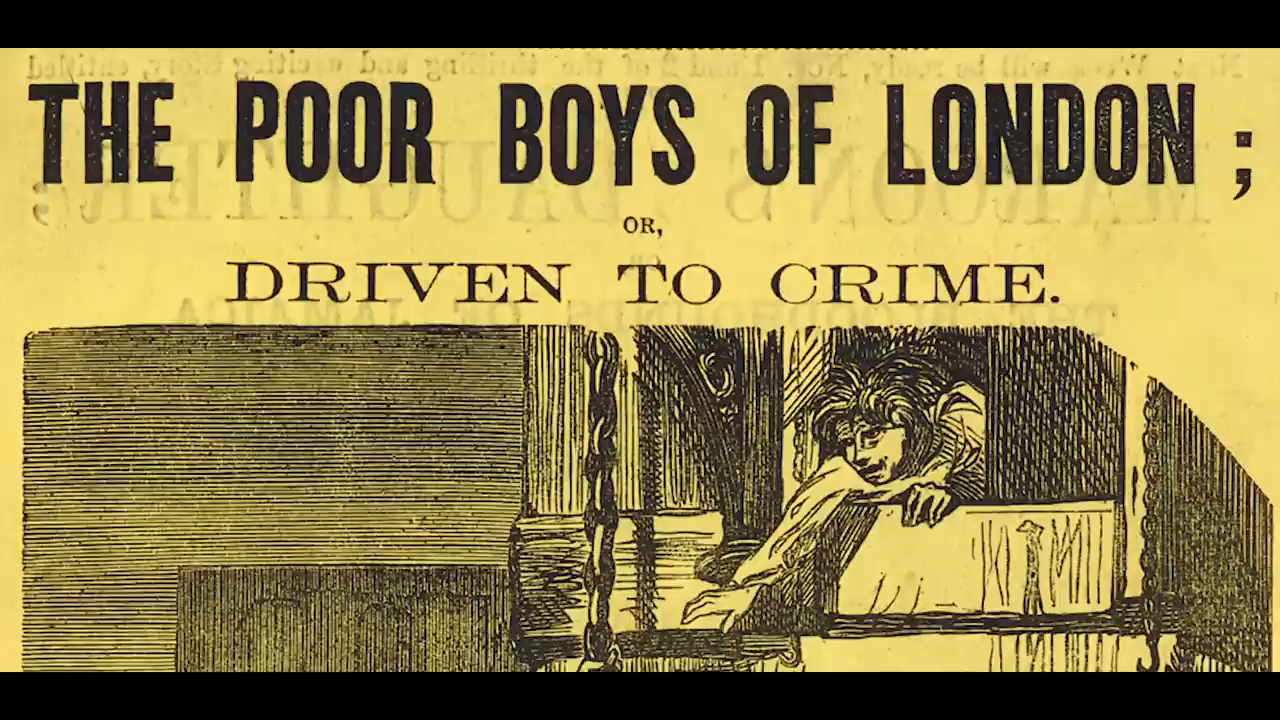 THE POOR BOYS OF LONDON;
OR,
DRIVEN TO CRIME.